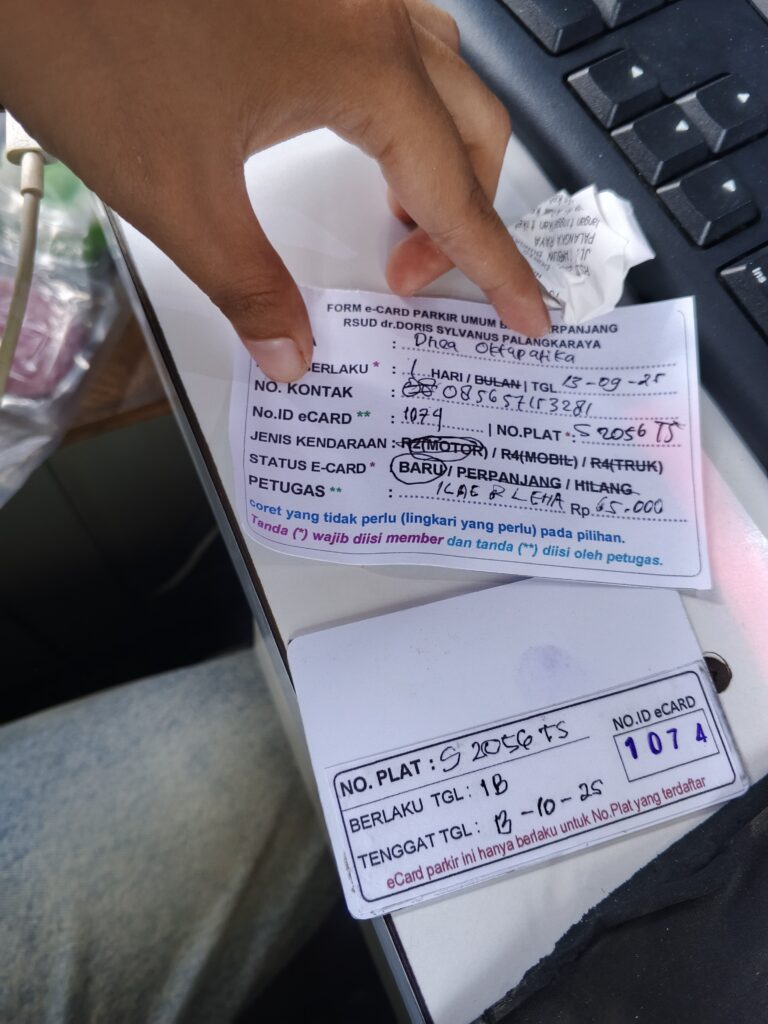 FORM e-CARD PARKIR UMUM PERPANJANG
RSUD dr.DORIS SYLVANUS PALANGKARAYA
: Dhea Oktapatika
BERLAKU * : 1 HARI / BULAN | TGL 13-09-25
NO. KONTAK : 085657153281
No.ID eCARD ** : 1074 | NO.PLAT * : S 2056 TS
JENIS KENDARAAN : R2(MOTOR) / R4(MOBIL) / R4(TRUK)
STATUS E-CARD * : BARU / PERPANJANG / HILANG
PETUGAS ** : Rp 65.000
coret yang tidak perlu (lingkari yang perlu) pada pilihan.
Tanda (*) wajib diisi member dan tanda (**) diisi oleh petugas.
NO. PLAT : S 2056 TS
NO.ID eCARD
1074
BERLAKU TGL : 1B
TENGGAT TGL : 13-10-25
eCard parkir ini hanya berlaku untuk No.Plat yang terdaftar
PALANGKA RAYA
Ins